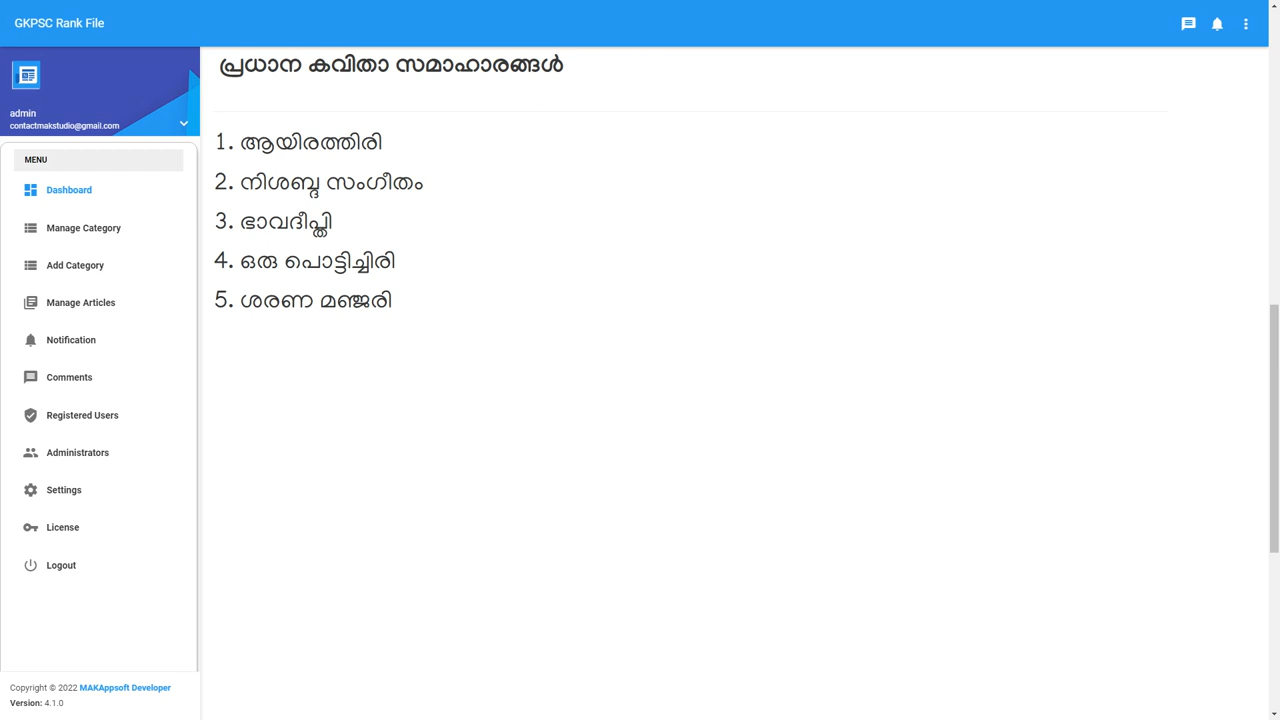 GKPSC Rank File
admin
contactmakstudio@gmail.com
MENU
Dashboard
Manage Category
Add Category
Manage Articles
Notification
Comments
Registered Users
Administrators
Settings
License
Logout
Copyright © 2022 MAKAppsoft Developer
Version: 4.1.0
പ്രധാന കവിതാ സമാഹാരങ്ങൾ
1. ആയിരത്തിരി
2. നിശബ്ദ സംഗീതം
3. ഭാവദീപ്തി
4. ഒരു പൊട്ടിച്ചിരി
5. ശരണ മഞ്ജരി